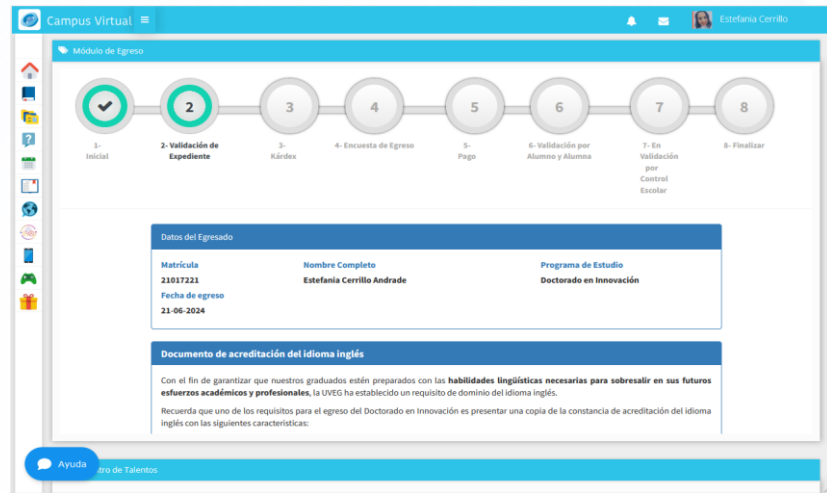 Campus Virtual
Estefania Cerrillo
Módulo de Egreso
2
3
4
5
6
7
8
1- Inicial
2- Validación de Expediente
3- Kárdex
4- Encuesta de Egreso
5- Pago
6- Validación por Alumno y Alumna
7- En Validación por Control Escolar
8- Finalizar
Datos del Egresado
Matrícula
21017221
Nombre Completo
Estefania Cerrillo Andrade
Programa de Estudio
Doctorado en Innovación
Fecha de egreso
21-06-2024
Documento de acreditación del idioma inglés
Con el fin de garantizar que nuestros graduados estén preparados con las habilidades lingüísticas necesarias para sobresalir en sus futuros
esfuerzos académicos y profesionales, la UVEG ha establecido un requisito de dominio del idioma inglés.
Recuerda que uno de los requisitos para el egreso del Doctorado en Innovación es presentar una copia de la constancia de acreditación del idioma
inglés con las siguientes características:
Ayuda
tro de Talentos